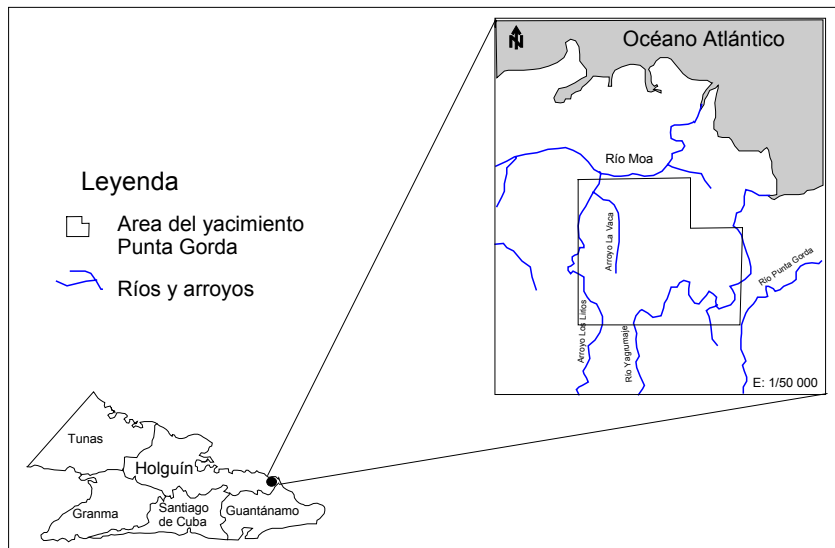 N
Océano Atlántico
Río Moa
Arroyo La Vaca
Río Punta Gorda
Arroyo Los Lirios
Río Yagrumaje
E: 1/50 000
Leyenda
Area del yacimiento
Punta Gorda
Ríos y arroyos
Tunas
Holguín
Granma
Santiago
de Cuba
Guantánamo